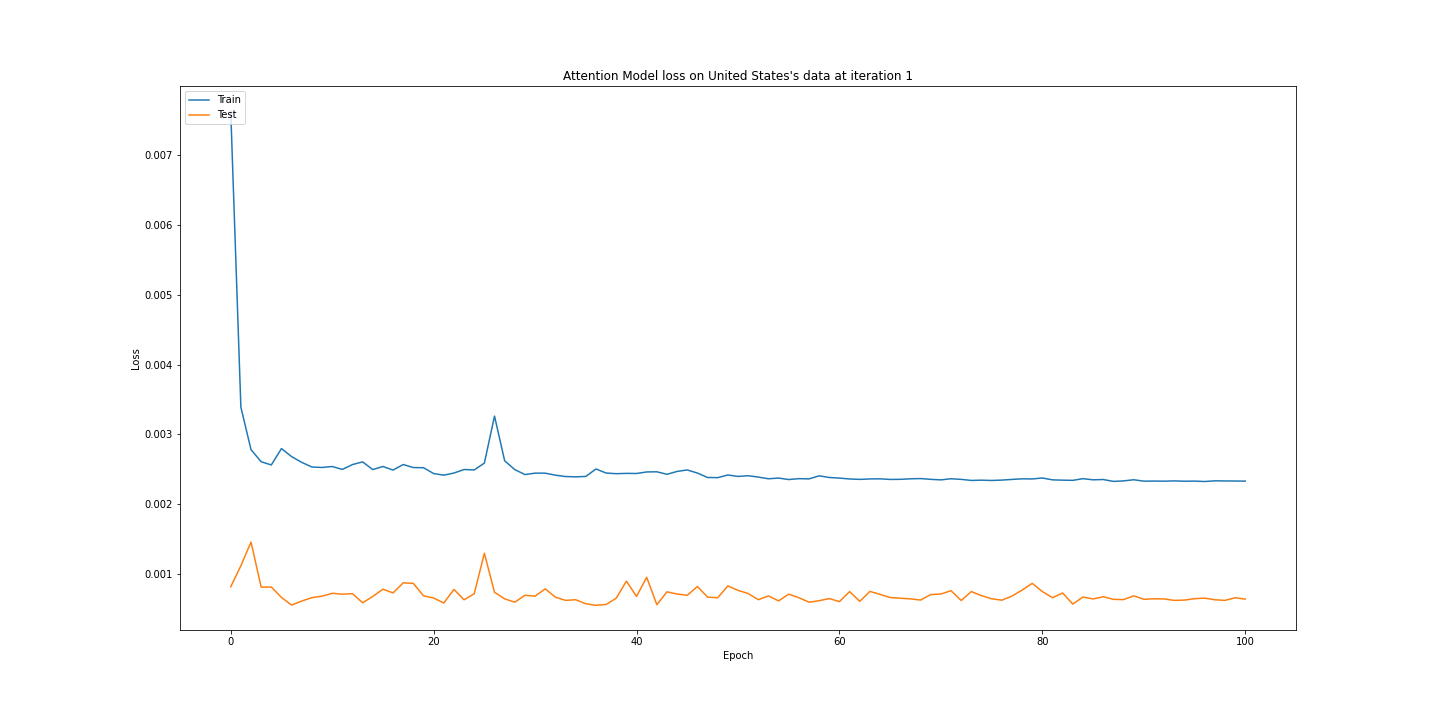 Attention Model loss on United States's data at iteration 1
Train
Test
0.007
0.006
0.005
0.004
0.003
0.002
0.001
Loss
0 20 40 60 80 100
Epoch